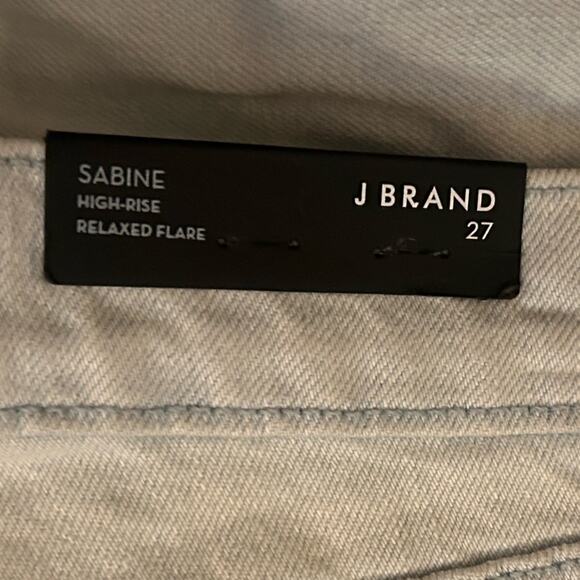 SABINE
HIGH-RISE
RELAXED FLARE
J BRAND
27